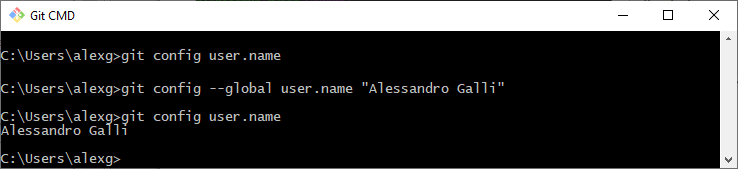 Git CMD
C:\Users\alexg>git config user.name
C:\Users\alexg>git config --global user.name "Alessandro Galli"
C:\Users\alexg>git config user.name
Alessandro Galli
C:\Users\alexg>